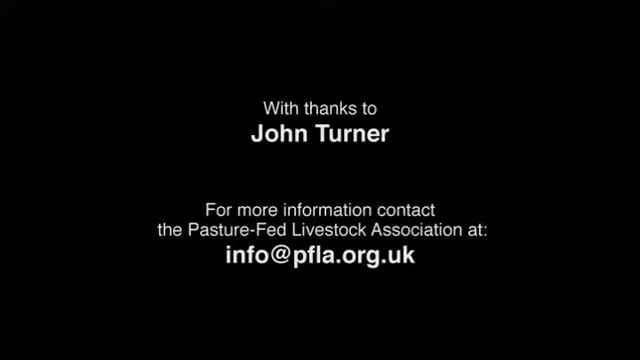 With thanks to
John Turner
For more information contact
the Pasture-Fed Livestock Association at:
info@pfla.org.uk